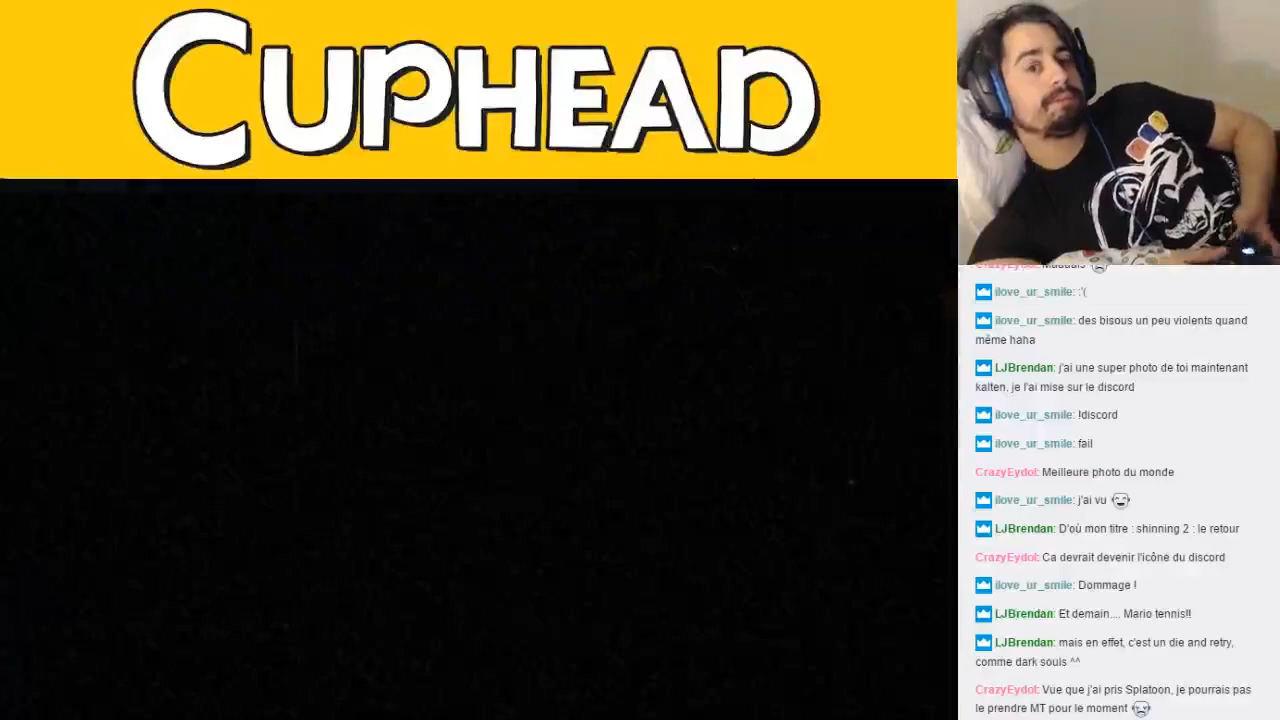 CUPHEAD
CrazyEydol:
ilove_ur_smile: :'(
ilove_ur_smile: des bisous un peu violents quand
même haha
LJBrendan: j'ai une super photo de toi maintenant
kalten, je l'ai mise sur le discord
ilove_ur_smile: !discord
ilove_ur_smile: fail
CrazyEydol: Meilleure photo du monde
ilove_ur_smile: j'ai vu
LJBrendan: D'où mon titre : shinning 2 : le retour
CrazyEydol: Ca devrait devenir l'icône du discord
ilove_ur_smile: Dommage !
LJBrendan: Et demain.... Mario tennis!!
LJBrendan: mais en effet, c'est un die and retry,
comme dark souls ^^
CrazyEydol: Vue que j'ai pris Splatoon, je pourrais pas
le prendre MT pour le moment